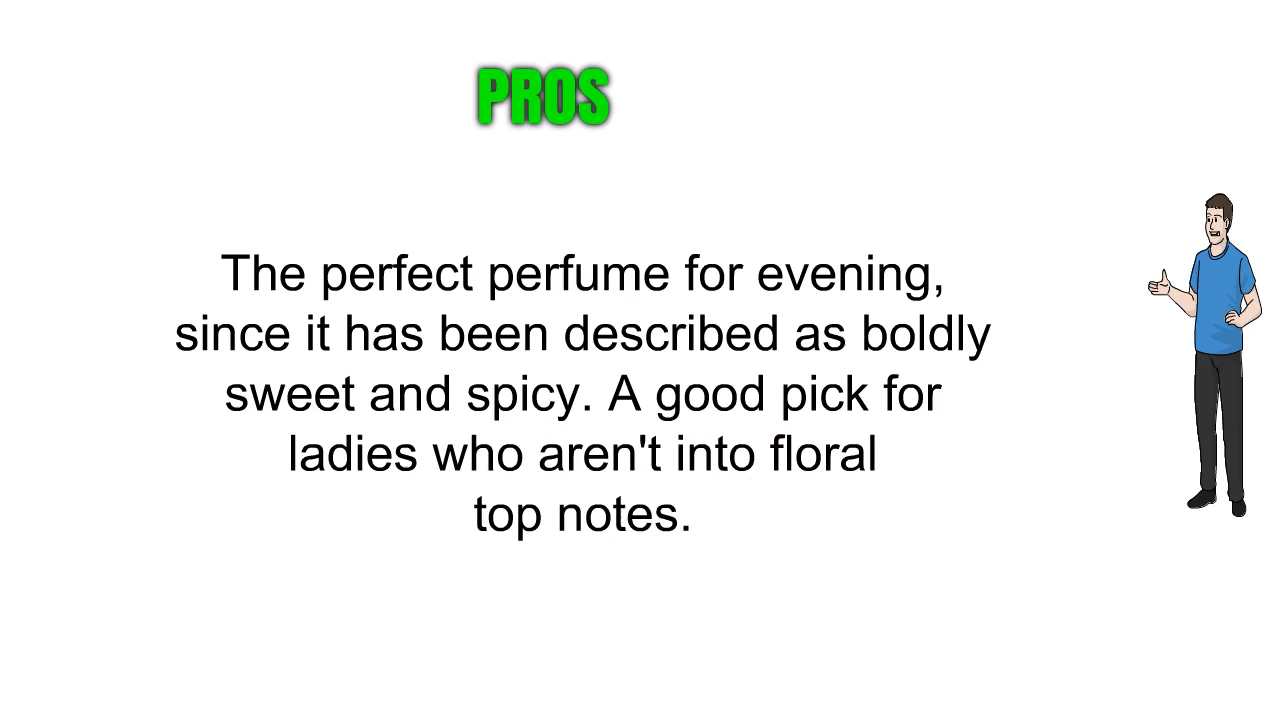 PROS
The perfect perfume for evening,
since it has been described as boldly
sweet and spicy. A good pick for
ladies who aren't into floral
top notes.